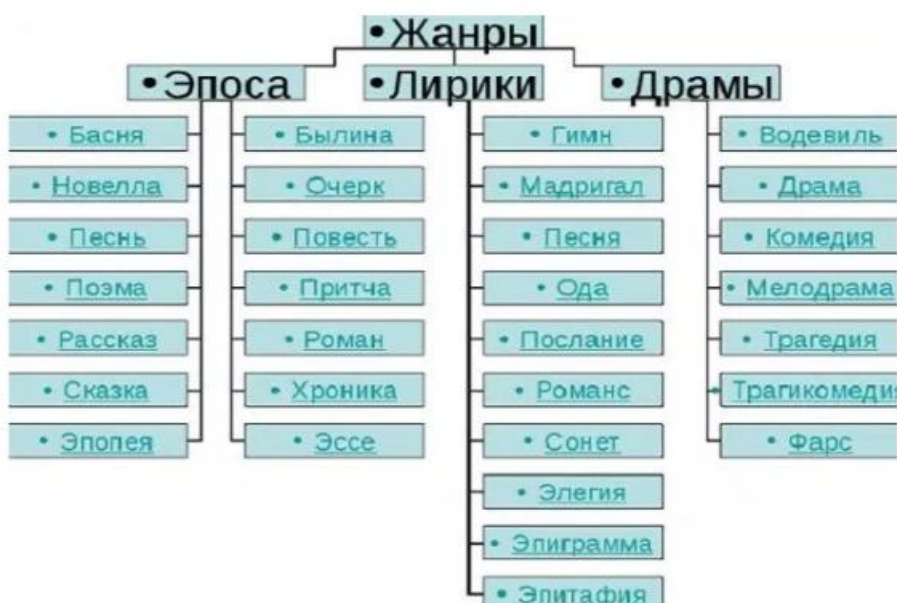 •Жанры
•Эпоса
•Лирики
•Драмы
• Басня
• Новелла
• Песнь
• Поэма
• Рассказ
• Сказка
• Эпопея
• Былина
• Очерк
• Повесть
• Притча
• Роман
• Хроника
• Эссе
• Гимн
• Мадригал
• Песня
• Ода
• Послание
• Романс
• Сонет
• Элегия
• Эпиграмма
• Эпитафия
• Водевиль
• Драма
• Комедия
• Мелодрама
• Трагедия
• Трагикомедия
• Фарс